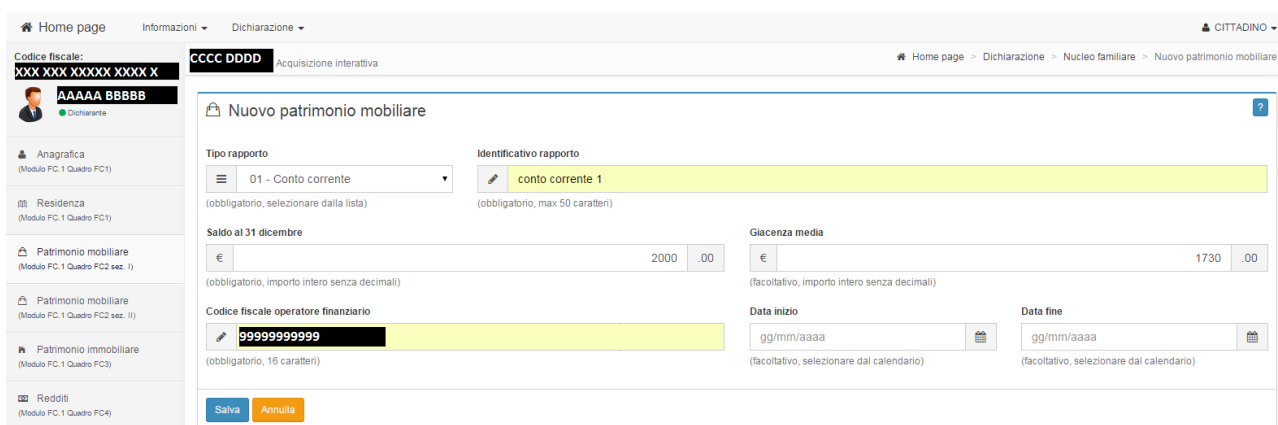 Home page Informazioni Dichiarazione CITTADINO
Codice fiscale:
XXX XXX XXXXX XXXX X
AAAAA BBBBB
Dichiarante
CCCC DDDD Acquisizione interattiva
Home page > Dichiarazione > Nucleo familiare > Nuovo patrimonio mobiliare
Anagrafica
(Modulo FC.1 Quadro FC1)
Residenza
(Modulo FC.1 Quadro FC1)
Patrimonio mobiliare
(Modulo FC.1 Quadro FC2 sez. I)
Patrimonio mobiliare
(Modulo FC.1 Quadro FC2 sez. II)
Patrimonio immobiliare
(Modulo FC.1 Quadro FC3)
Redditi
(Modulo FC.1 Quadro FC4)
Nuovo patrimonio mobiliare ?
Tipo rapporto Identificativo rapporto
01 - Conto corrente conto corrente 1
(obbligatorio, selezionare dalla lista) (obbligatorio, max 50 caratteri)
Saldo al 31 dicembre Giacenza media
€ 2000 .00 € 1730 .00
(obbligatorio, importo intero senza decimali) (facoltativo, importo intero senza decimali)
Codice fiscale operatore finanziario Data inizio Data fine
99999999999 gg/mm/aaaa gg/mm/aaaa
(obbligatorio, 16 caratteri) (facoltativo, selezionare dal calendario) (facoltativo, selezionare dal calendario)
Salva Annulla